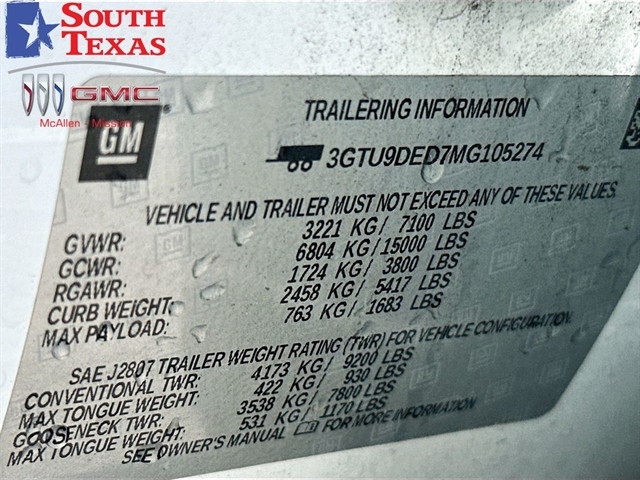 SOUTH
TEXAS
GMC
McAllen - Mission
GM
TRAILERING INFORMATION
3GTU9DED7MG105274
VEHICLE AND TRAILER MUST NOT EXCEED ANY OF THESE VALUES.
GVWR: 3221 KG/ 7100 LBS
GCWR: 6804 KG/15000 LBS
RGAWR: 1724 KG/ 3800 LBS
CURB WEIGHT: 2458 KG/ 5417 LBS
MAX PAYLOAD: 763 KG/ 1683 LBS
SAE J2807 TRAILER WEIGHT RATING (TWR) FOR VEHICLE CONFIGURATION.
CONVENTIONAL TWR: 4173 KG/ 9200 LBS
MAX TONGUE WEIGHT: 422 KG/ 930 LBS
GOOSENECK TWR: 3538 KG/ 7800 LBS
MAX TONGUE WEIGHT: 531 KG/ 1170 LBS
SEE OWNER'S MANUAL FOR MORE INFORMATION